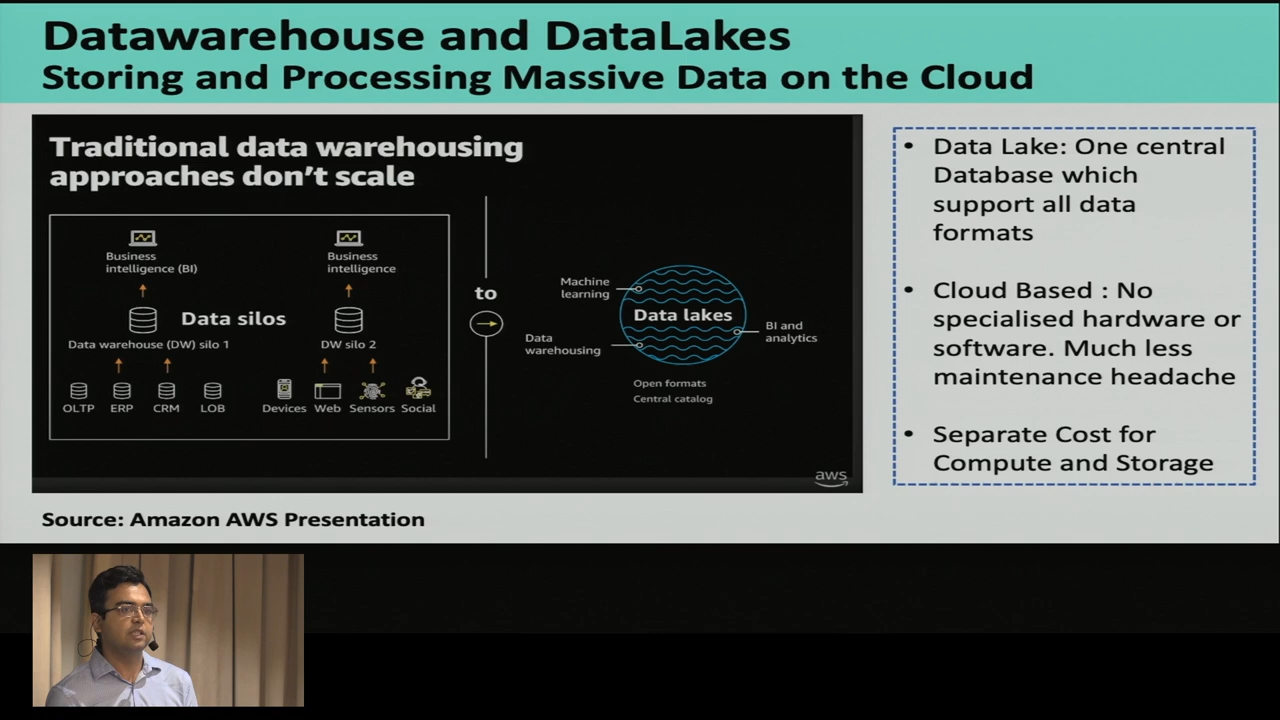 Datawarehouse and DataLakes
Storing and Processing Massive Data on the Cloud
Traditional data warehousing
approaches don't scale
Business
intelligence (BI)
Business
intelligence
Data silos
Data warehouse (DW) silo 1
DW silo 2
OLTP
ERP
CRM
LOB
Devices
Web
Sensors
Social
to
Machine
learning
Data lakes
Data
warehousing
BI and
analytics
Open formats
Central catalog
aws
• Data Lake: One central
Database which
support all data
formats
• Cloud Based : No
specialised hardware or
software. Much less
maintenance headache
• Separate Cost for
Compute and Storage
Source: Amazon AWS Presentation